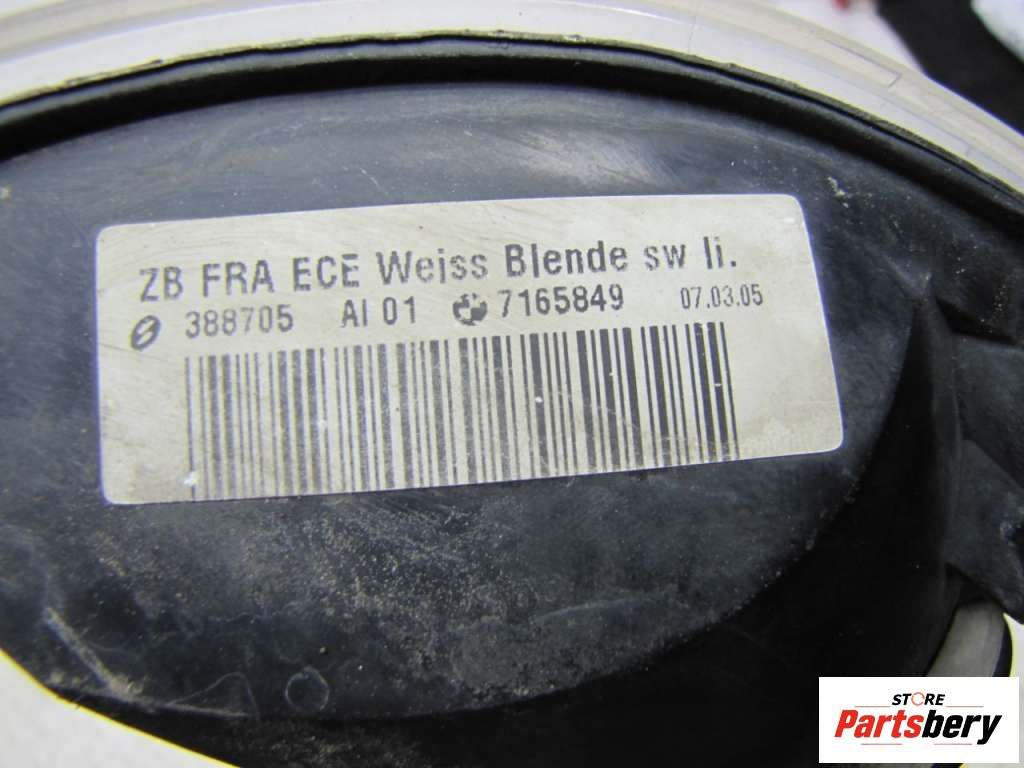 ZB FRA ECE Weiss Blende sw li.
388705 AI 01 7165849 07.03.05
STORE
Partsbery